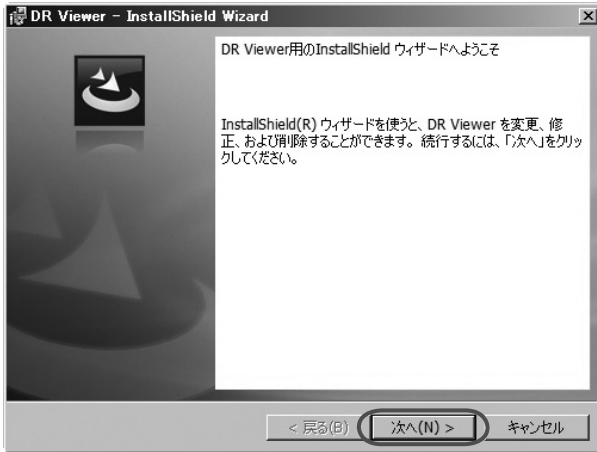 DR Viewer - InstallShield Wizard
DR Viewer用のInstallShield ウィザードへようこそ
InstallShield(R) ウィザードを使うと、DR Viewer を変更、修
正、および削除することができます。続行するには、「次へ」をクリッ
クしてください。
< 戻る(B) 次へ(N) > キャンセル